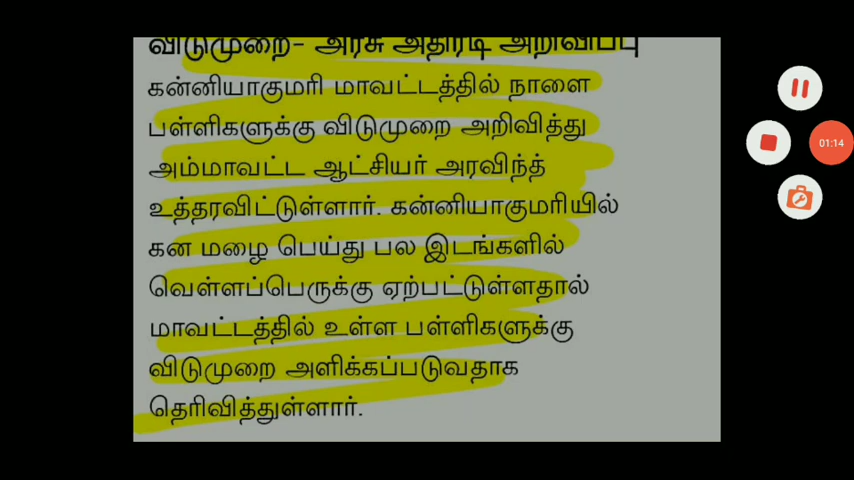 விடுமுறை- அரசு அதிரடி அறிவிப்பு
கன்னியாகுமரி மாவட்டத்தில் நாளை
பள்ளிகளுக்கு விடுமுறை அறிவித்து
அம்மாவட்ட ஆட்சியர் அரவிந்த்
உத்தரவிட்டுள்ளார். கன்னியாகுமரியில்
கன மழை பெய்து பல இடங்களில்
வெள்ளப்பெருக்கு ஏற்பட்டுள்ளதால்
மாவட்டத்தில் உள்ள பள்ளிகளுக்கு
விடுமுறை அளிக்கப்படுவதாக
தெரிவித்துள்ளார்.
01:14